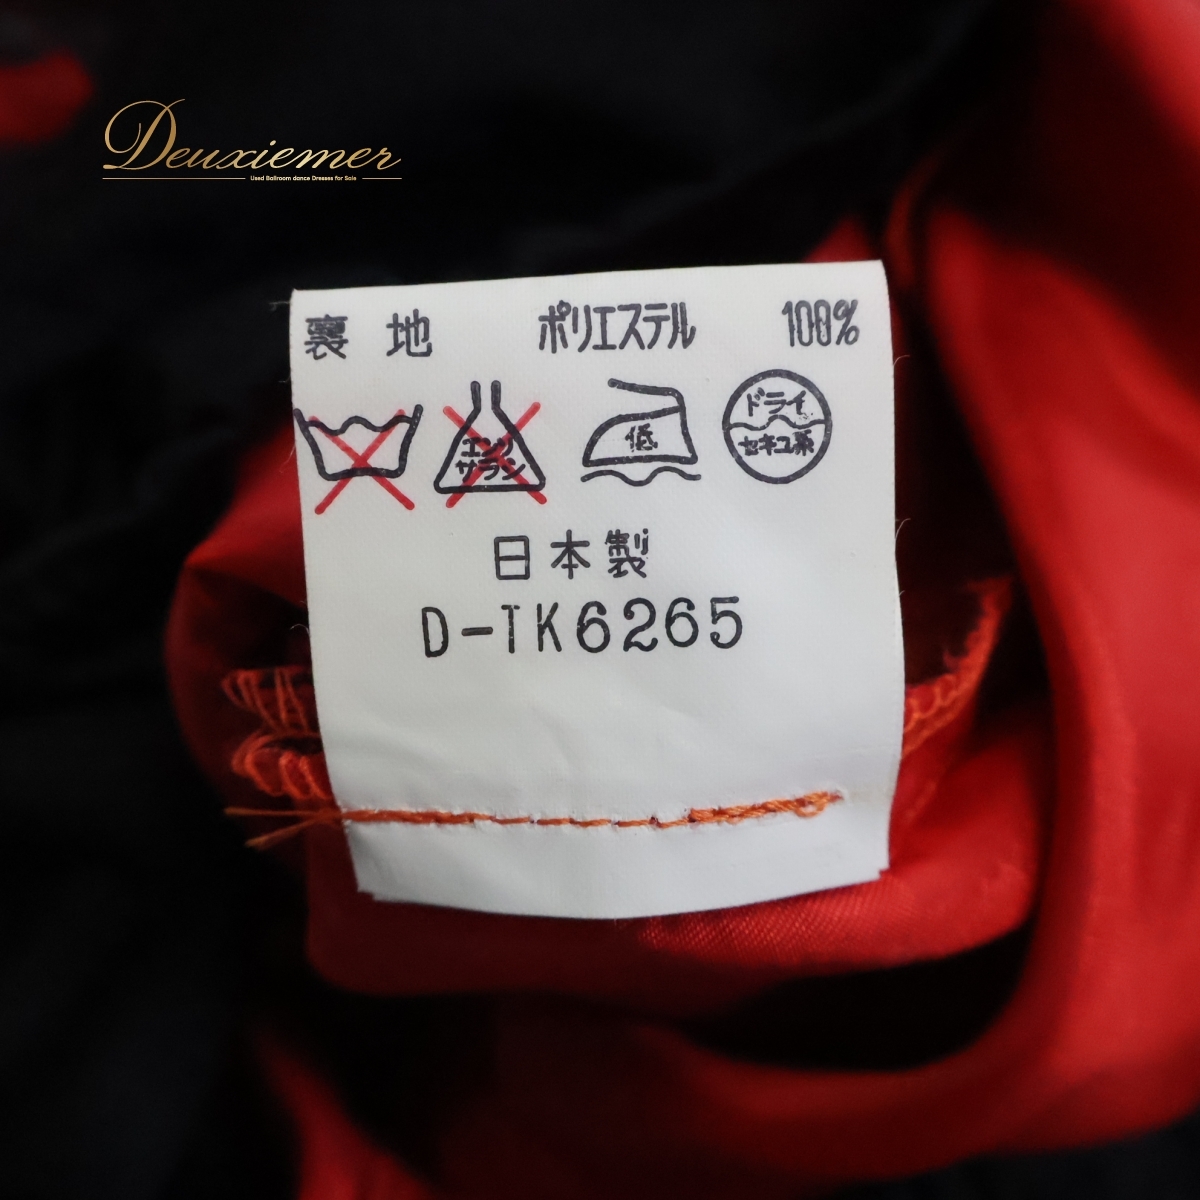 Deuxiemer
Used Ballroom dance Dresses for Sale
裏地 ポリエステル 100%
エンソ
サラシ
低
ドライ
セキユ系
日本製
D-TK6265